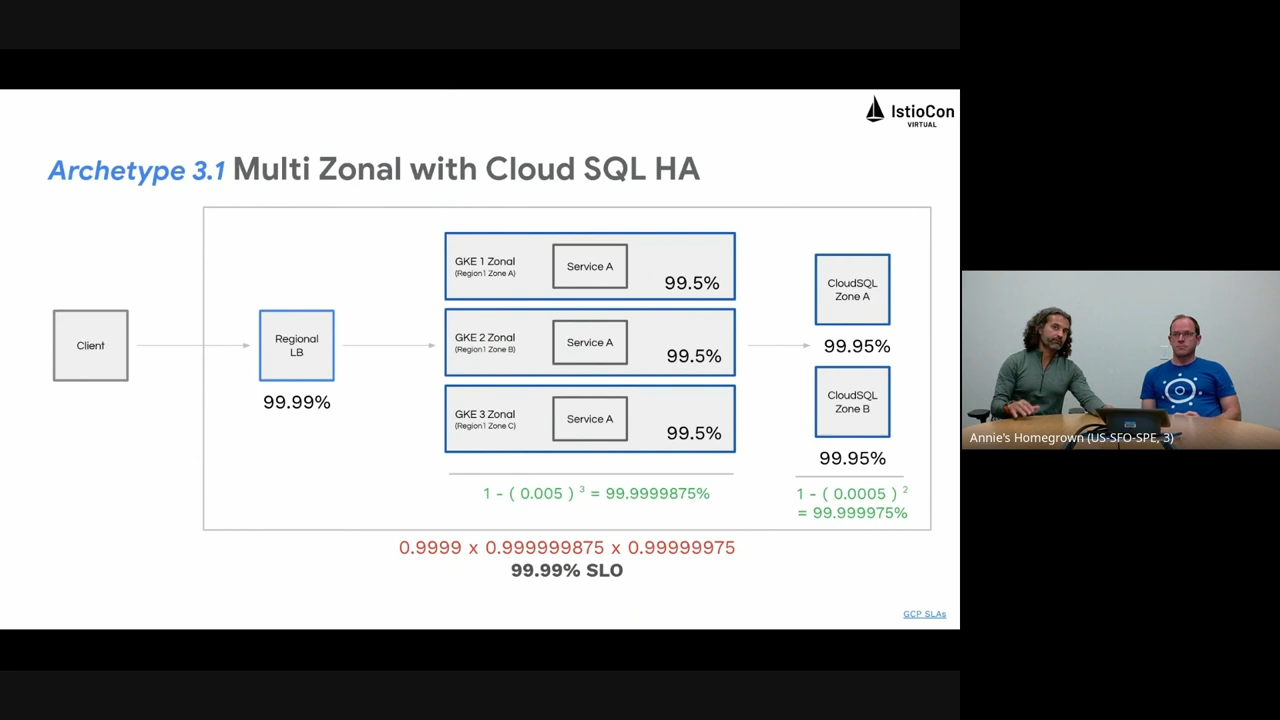 IstioCon
VIRTUAL
Archetype 3.1 Multi Zonal with Cloud SQL HA
Client
Regional
LB
99.99%
GKE 1 Zonal
(Region1 Zone A)
Service A
99.5%
GKE 2 Zonal
(Region1 Zone B)
Service A
99.5%
GKE 3 Zonal
(Region1 Zone C)
Service A
99.5%
1 - ( 0.005 ) ³ = 99.9999875%
CloudSQL
Zone A
99.95%
CloudSQL
Zone B
99.95%
1 - ( 0.0005 ) ²
= 99.999975%
0.9999 x 0.999999875 x 0.99999975
99.99% SLO
GCP SLAs
Annie's Homegrown (US-SFO-SPE, 3)